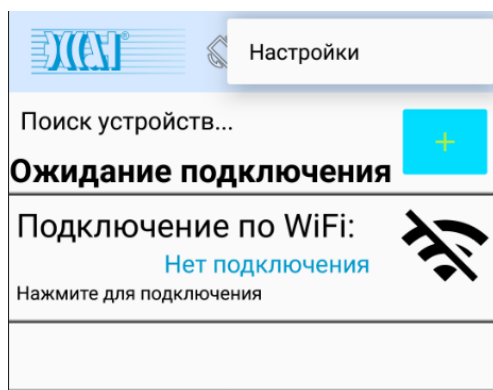 Настройки
Поиск устройств...
+
Ожидание подключения
Подключение по WiFi:
Нет подключения
Нажмите для подключения